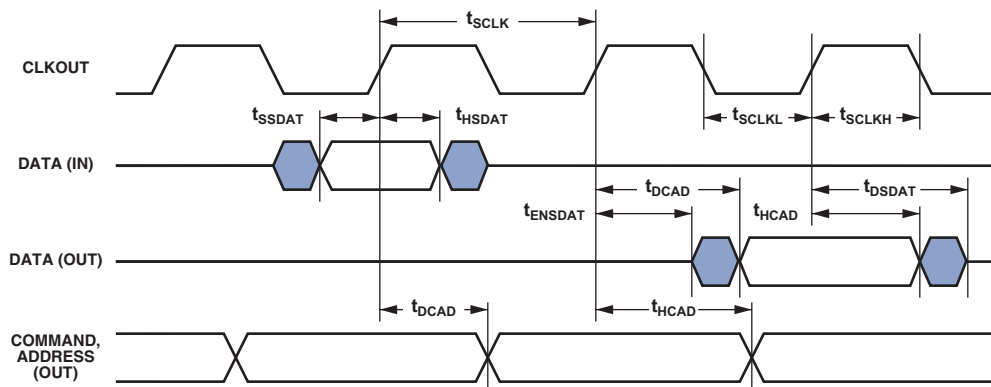 tSCLK
CLKOUT
tSSDAT
tHSDAT
tSCLKL
tSCLKH
DATA (IN)
tDCAD
tDSDAT
tENSDAT
tHCAD
DATA (OUT)
tDCAD
tHCAD
COMMAND,
ADDRESS
(OUT)